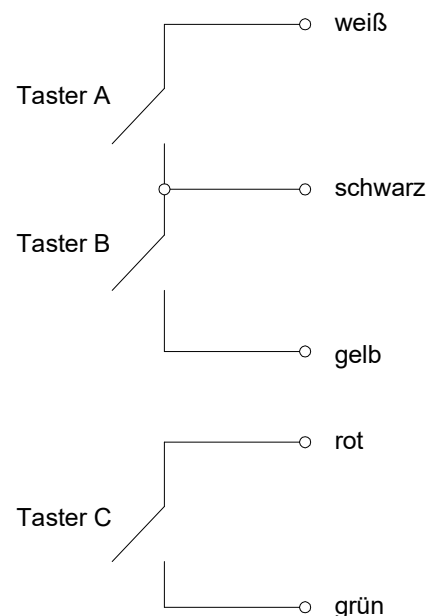 weiß
Taster A
schwarz
Taster B
gelb
rot
Taster C
grün